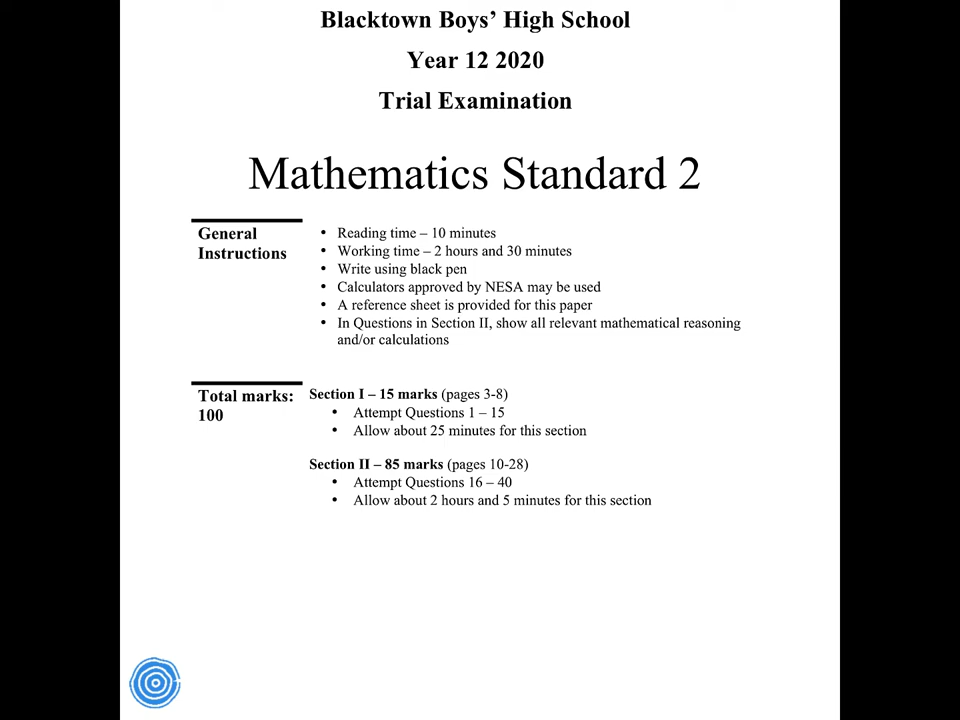 Blacktown Boys’ High School
Year 12 2020
Trial Examination
Mathematics Standard 2
General
Instructions
• Reading time – 10 minutes
• Working time – 2 hours and 30 minutes
• Write using black pen
• Calculators approved by NESA may be used
• A reference sheet is provided for this paper
• In Questions in Section II, show all relevant mathematical reasoning
and/or calculations
Total marks:
100
Section I – 15 marks (pages 3-8)
• Attempt Questions 1 – 15
• Allow about 25 minutes for this section
Section II – 85 marks (pages 10-28)
• Attempt Questions 16 – 40
• Allow about 2 hours and 5 minutes for this section